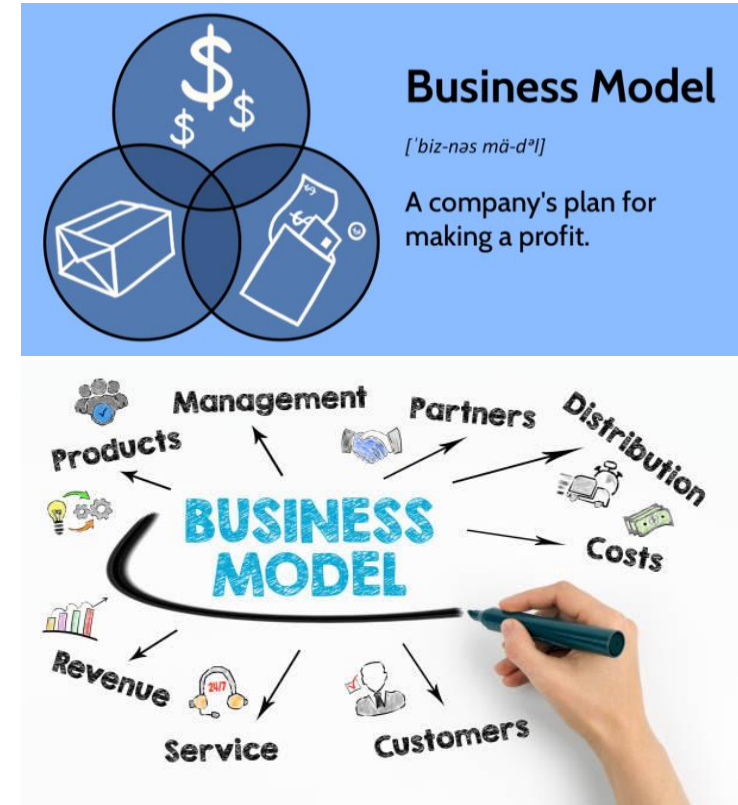 Business Model
['biz-nəs mä-dᵊl]
A company's plan for
making a profit.
Management
Partners
Distribution
Products
BUSINESS
MODEL
Costs
Revenue
24/7
Service
Customers